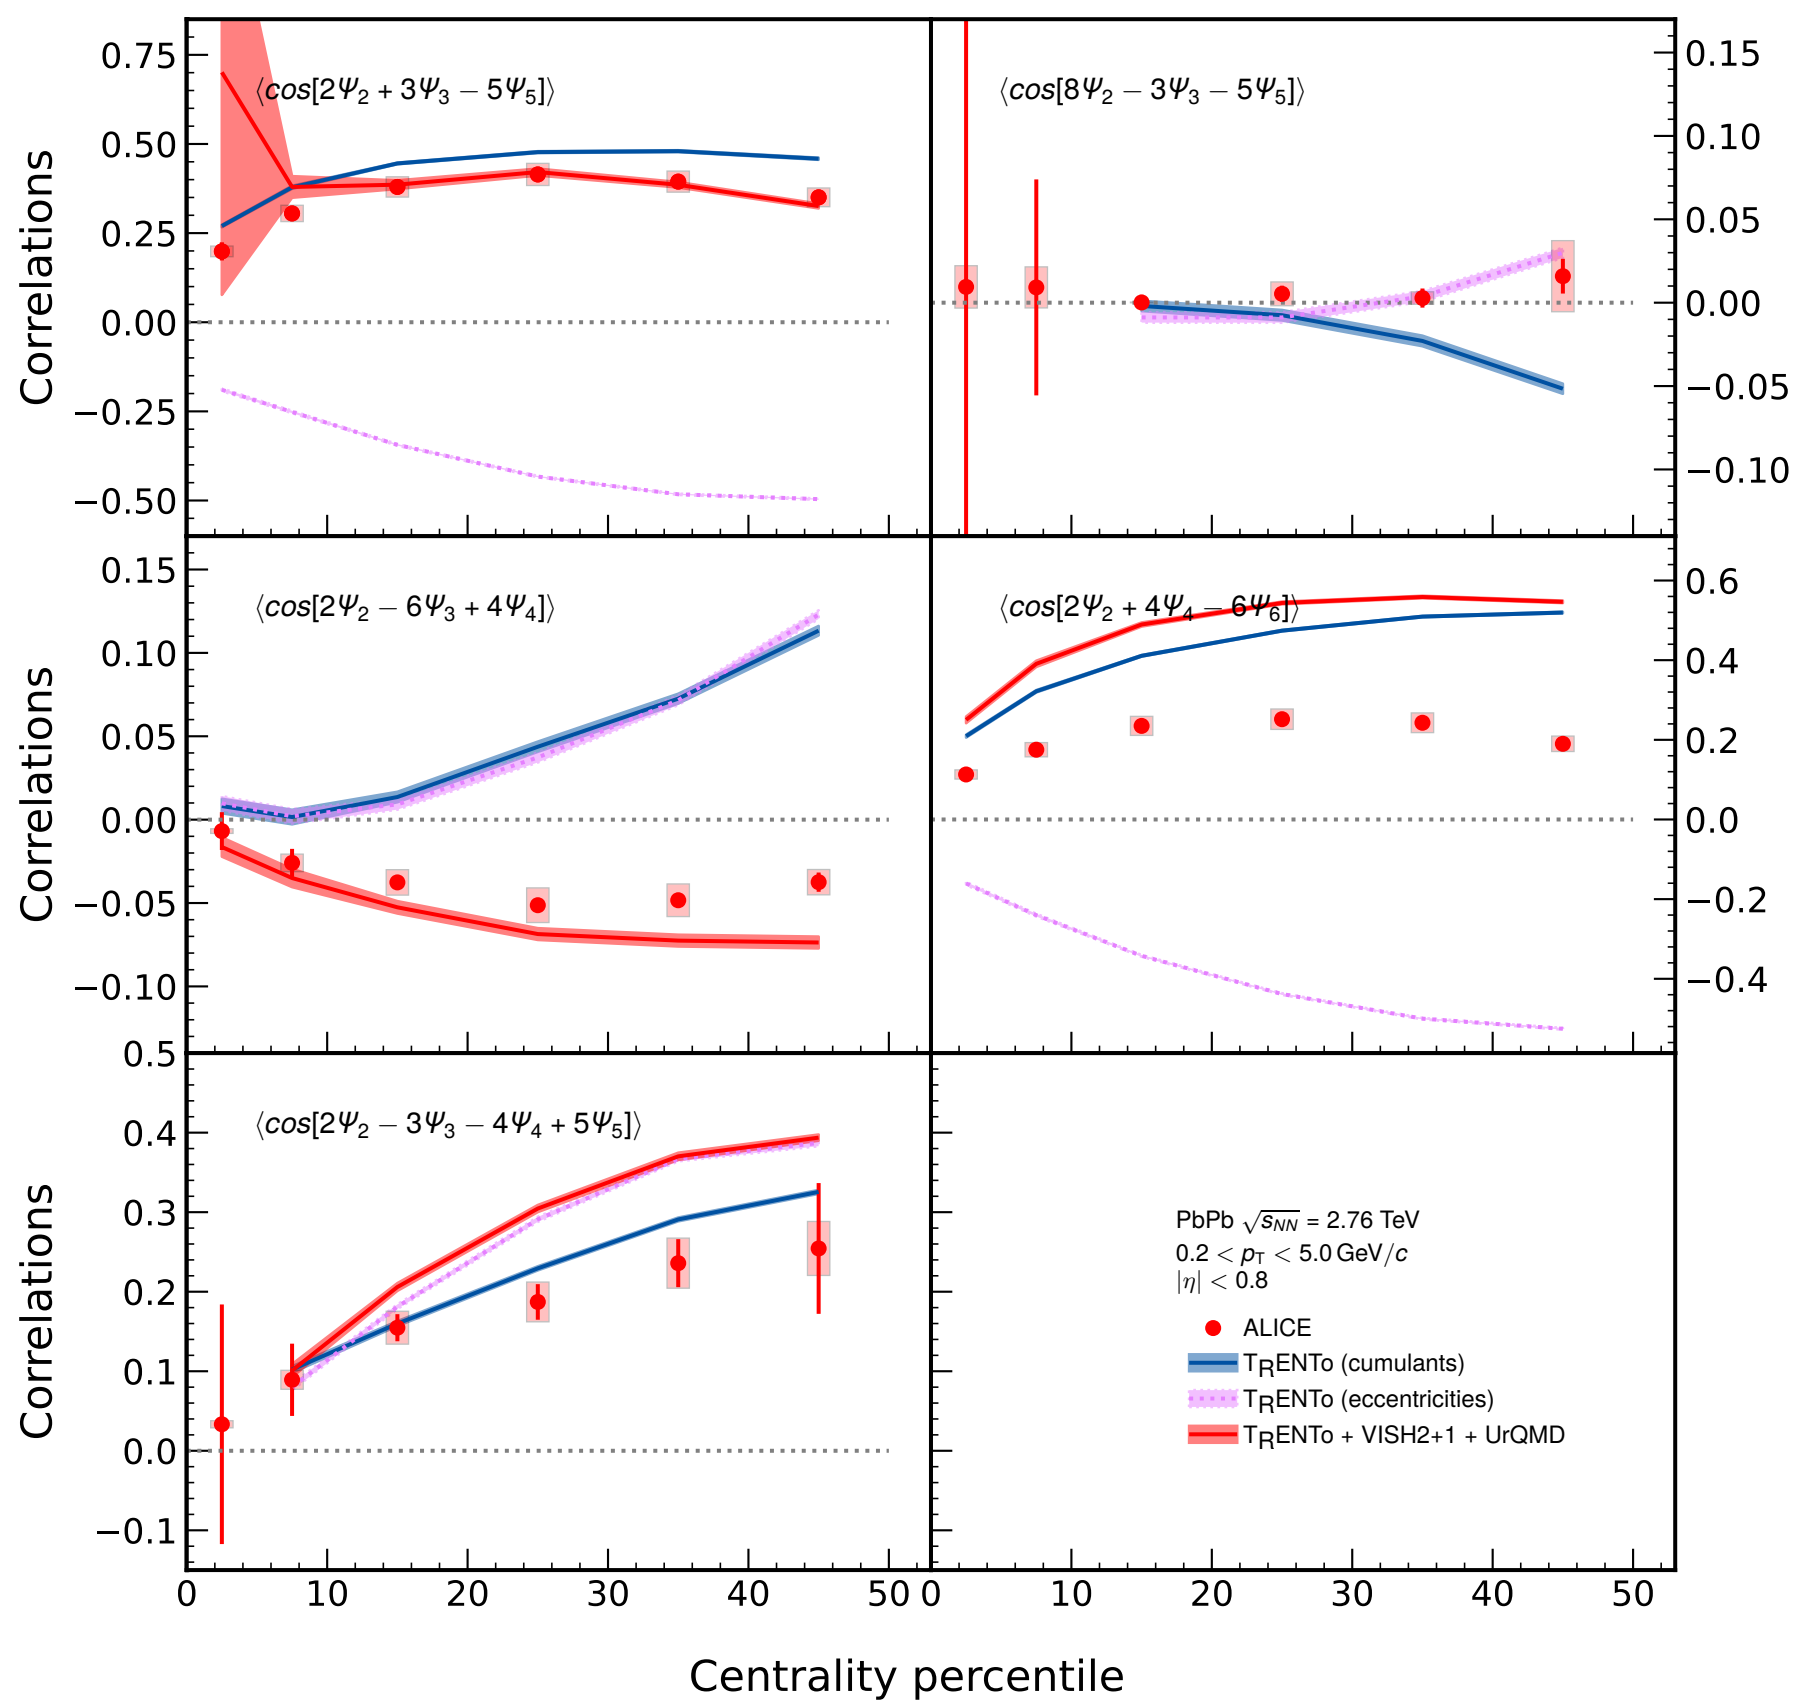 0.75
0.50
0.25
0.00
−0.25
−0.50
Correlations
⟨cos[2Ψ2 + 3Ψ3 − 5Ψ5]⟩
⟨cos[8Ψ2 − 3Ψ3 − 5Ψ5]⟩
0.15
0.10
0.05
0.00
−0.05
−0.10
0.15
0.10
0.05
0.00
−0.05
−0.10
Correlations
⟨cos[2Ψ2 − 6Ψ3 + 4Ψ4]⟩
⟨cos[2Ψ2 + 4Ψ4 − 6Ψ6]⟩
0.6
0.4
0.2
0.0
−0.2
−0.4
0.5
0.4
0.3
0.2
0.1
0.0
−0.1
Correlations
⟨cos[2Ψ2 − 3Ψ3 − 4Ψ4 + 5Ψ5]⟩
PbPb √sNN = 2.76 TeV
0.2 < pT < 5.0 GeV/c
|η| < 0.8
ALICE
TRENTo (cumulants)
TRENTo (eccentricities)
TRENTo + VISH2+1 + UrQMD
0 10 20 30 40 50 0 10 20 30 40 50
Centrality percentile